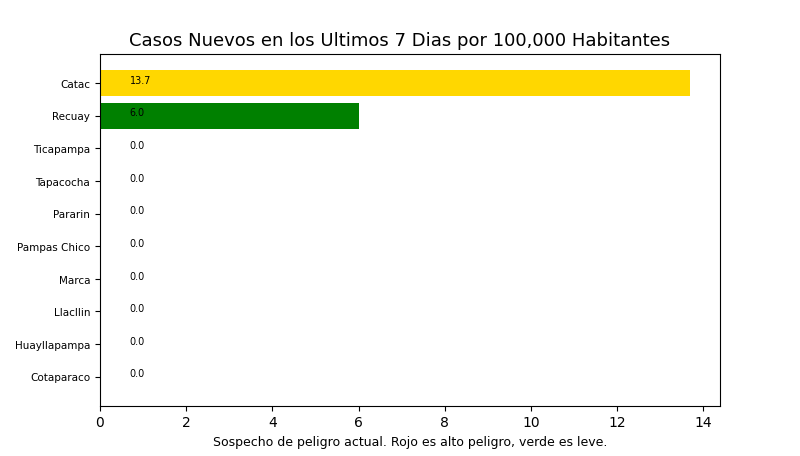 Casos Nuevos en los Ultimos 7 Dias por 100,000 Habitantes
Catac 13.7
Recuay 6.0
Ticapampa 0.0
Tapacocha 0.0
Pararin 0.0
Pampas Chico 0.0
Marca 0.0
Llacllin 0.0
Huayllapampa 0.0
Cotaparaco 0.0
0 2 4 6 8 10 12 14
Sospecho de peligro actual. Rojo es alto peligro, verde es leve.